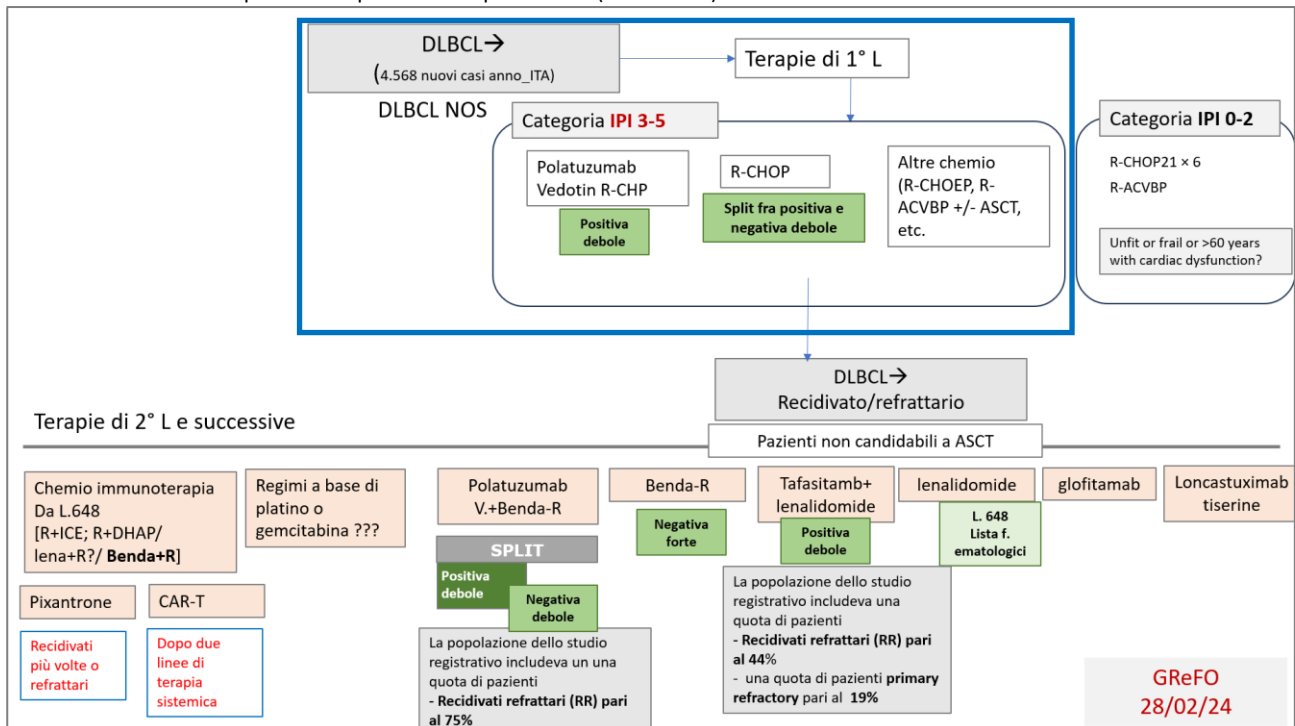 DLBCL→
(4.568 nuovi casi anno_ITA)
Terapie di 1° L
DLBCL NOS
Categoria IPI 3-5
Polatuzumab
Vedotin R-CHP
Positiva
debole
R-CHOP
Split fra positiva e
negativa debole
Altre chemio
(R-CHOEP, R-
ACVBP +/- ASCT,
etc.
Categoria IPI 0-2
R-CHOP21 × 6
R-ACVBP
Unfit or frail or >60 years
with cardiac dysfunction?
DLBCL→
Recidivato/refrattario
Terapie di 2° L e successive
Pazienti non candidabili a ASCT
Chemio immunoterapia
Da L.648
[R+ICE; R+DHAP/
lena+R?/ Benda+R]
Regimi a base di
platino o
gemcitabina ???
Polatuzumab
V.+Benda-R
SPLIT
Positiva
debole
Negativa
debole
La popolazione dello studio
registrativo includeva un una
quota di pazienti
- Recidivati refrattari (RR) pari
al 75%
Benda-R
Negativa
forte
Tafasitamb+
lenalidomide
Positiva
debole
La popolazione dello studio
registrativo includeva una
quota di pazienti
- Recidivati refrattari (RR) pari
al 44%
- una quota di pazienti primary
refractory pari al 19%
lenalidomide
L. 648
Lista f.
ematologici
glofitamab
Loncastuximab
tiserine
Pixantrone
Recidivati
più volte o
refrattari
CAR-T
Dopo due
linee di
terapia
sistemica
GReFO
28/02/24